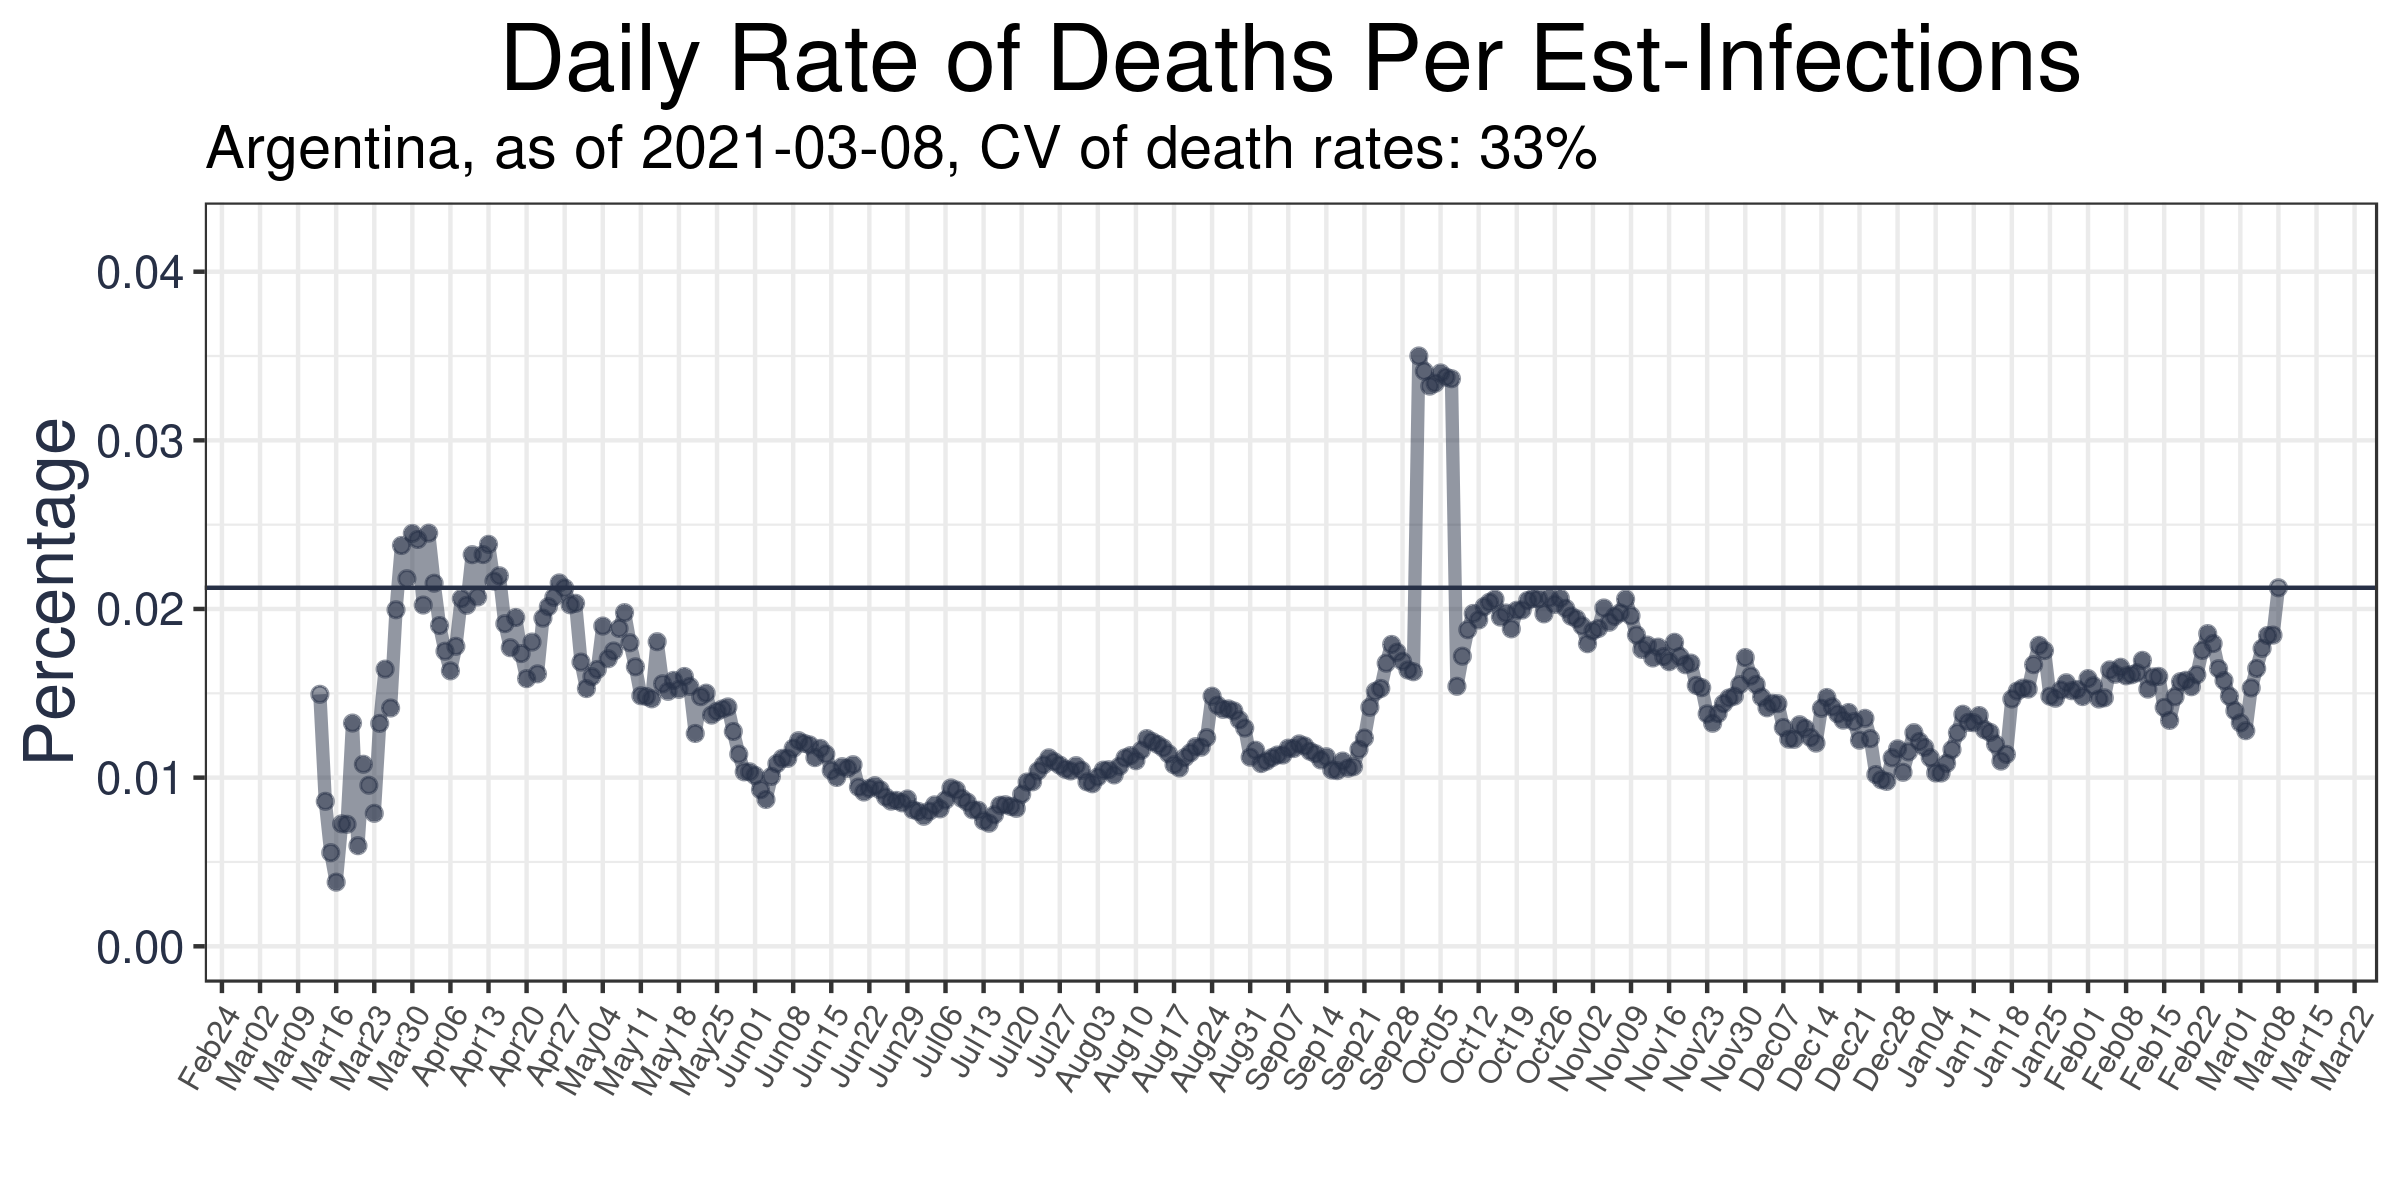 Daily Rate of Deaths Per Est-Infections
Argentina, as of 2021-03-08, CV of death rates: 33%
Percentage
0.04
0.03
0.02
0.01
0.00
Feb24
Mar02
Mar09
Mar16
Mar23
Mar30
Apr06
Apr13
Apr20
Apr27
May04
May11
May18
May25
Jun01
Jun08
Jun15
Jun22
Jun29
Jul06
Jul13
Jul20
Jul27
Aug03
Aug10
Aug17
Aug24
Aug31
Sep07
Sep14
Sep21
Sep28
Oct05
Oct12
Oct19
Oct26
Nov02
Nov09
Nov16
Nov23
Nov30
Dec07
Dec14
Dec21
Dec28
Jan04
Jan11
Jan18
Jan25
Feb01
Feb08
Feb15
Feb22
Mar01
Mar08
Mar15
Mar22